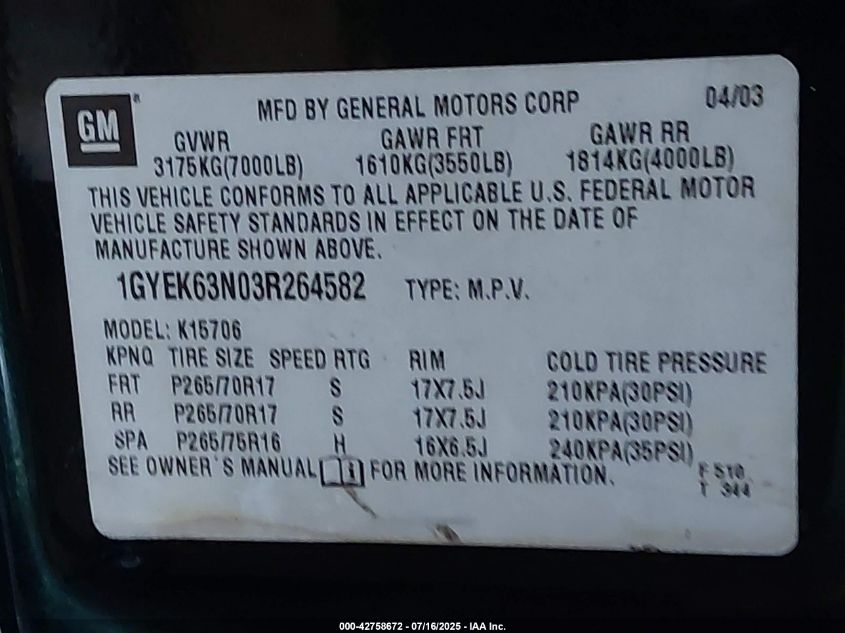 GM
MFD BY GENERAL MOTORS CORP 04/03
GVWR GAWR FRT GAWR RR
3175KG(7000LB) 1610KG(3550LB) 1814KG(4000LB)
THIS VEHICLE CONFORMS TO ALL APPLICABLE U.S. FEDERAL MOTOR
VEHICLE SAFETY STANDARDS IN EFFECT ON THE DATE OF
MANUFACTURE SHOWN ABOVE.
1GYEK63N03R264582 TYPE: M.P.V.
MODEL: K15706
KPNQ TIRE SIZE SPEED RTG RIM COLD TIRE PRESSURE
FRT P265/70R17 S 17X7.5J 210KPA(30PSI)
RR P265/70R17 S 17X7.5J 210KPA(30PSI)
SPA P265/75R16 H 16X6.5J 240KPA(35PSI)
SEE OWNER'S MANUAL FOR MORE INFORMATION.
F 510
T 344
000-42758672 - 07/16/2025 - IAA Inc.